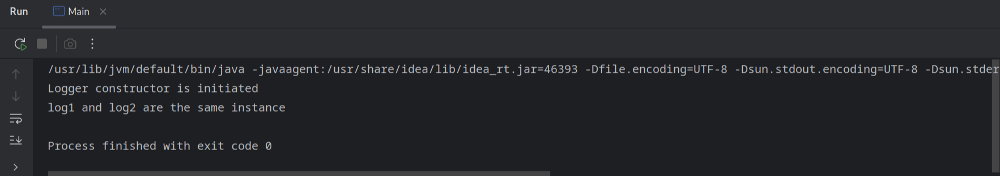 Run Main
/usr/lib/jvm/default/bin/java -javaagent:/usr/share/idea/lib/idea_rt.jar=46393 -Dfile.encoding=UTF-8 -Dsun.stdout.encoding=UTF-8 -Dsun.stder
Logger constructor is initiated
log1 and log2 are the same instance
Process finished with exit code 0